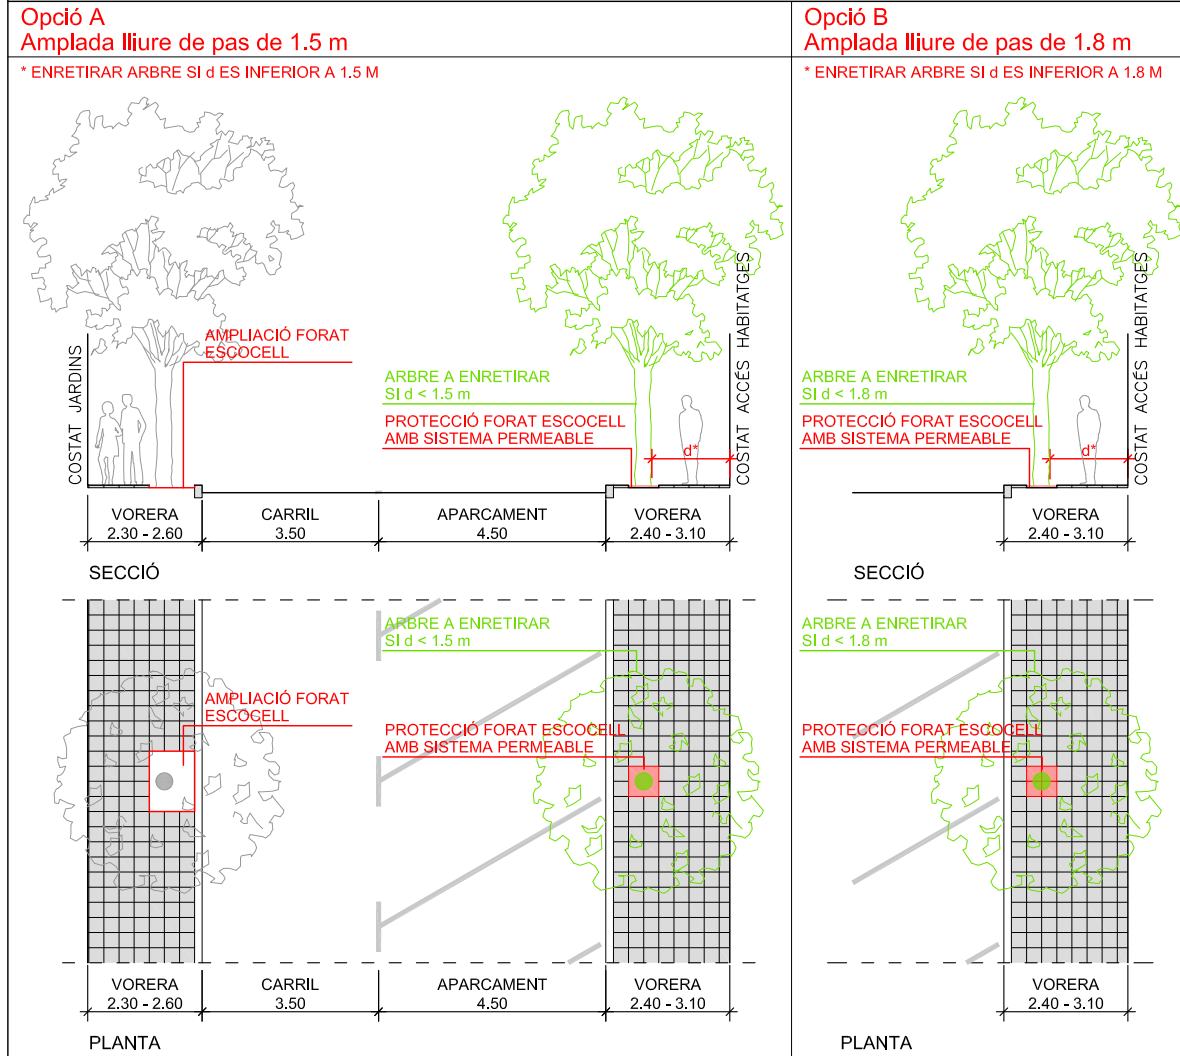 Opció A
Amplada lliure de pas de 1.5 m
* ENRETIRAR ARBRE SI d ES INFERIOR A 1.5 M
COSTAT JARDINS
AMPLIACIÓ FORAT
ESCOCELL
ARBRE A ENRETIRAR
SI d < 1.5 m
PROTECCIÓ FORAT ESCOCELL
AMB SISTEMA PERMEABLE
d*
COSTAT ACCÉS HABITATGES
VORERA
2.30 - 2.60
CARRIL
3.50
APARCAMENT
4.50
VORERA
2.40 - 3.10
SECCIÓ
AMPLIACIÓ FORAT
ESCOCELL
ARBRE A ENRETIRAR
SI d < 1.5 m
PROTECCIÓ FORAT ESCOCELL
AMB SISTEMA PERMEABLE
VORERA
2.30 - 2.60
CARRIL
3.50
APARCAMENT
4.50
VORERA
2.40 - 3.10
PLANTA
Opció B
Amplada lliure de pas de 1.8 m
* ENRETIRAR ARBRE SI d ES INFERIOR A 1.8 M
ARBRE A ENRETIRAR
SI d < 1.8 m
PROTECCIÓ FORAT ESCOCELL
AMB SISTEMA PERMEABLE
d*
COSTAT ACCÉS HABITATGES
VORERA
2.40 - 3.10
SECCIÓ
ARBRE A ENRETIRAR
SI d < 1.8 m
PROTECCIÓ FORAT ESCOCELL
AMB SISTEMA PERMEABLE
VORERA
2.40 - 3.10
PLANTA